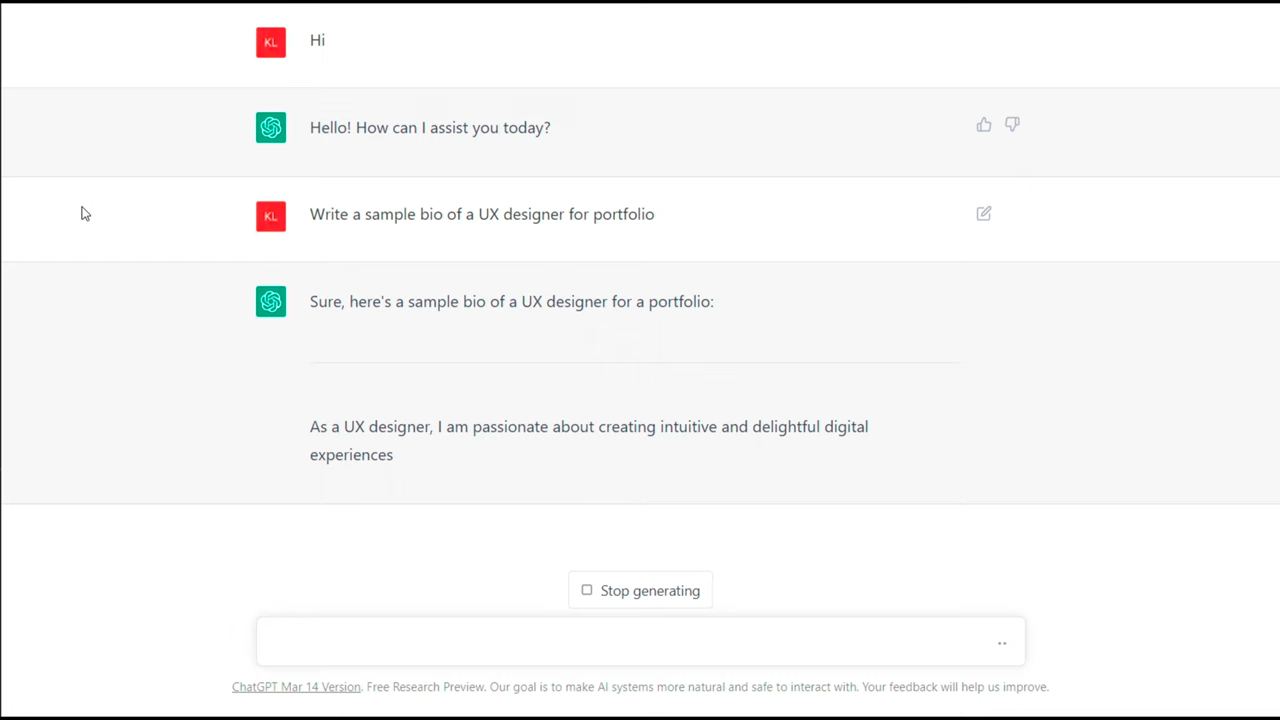 KL
Hi
Hello! How can I assist you today?
KL
Write a sample bio of a UX designer for portfolio
Sure, here's a sample bio of a UX designer for a portfolio:
As a UX designer, I am passionate about creating intuitive and delightful digital
experiences
Stop generating
ChatGPT Mar 14 Version. Free Research Preview. Our goal is to make AI systems more natural and safe to interact with. Your feedback will help us improve.